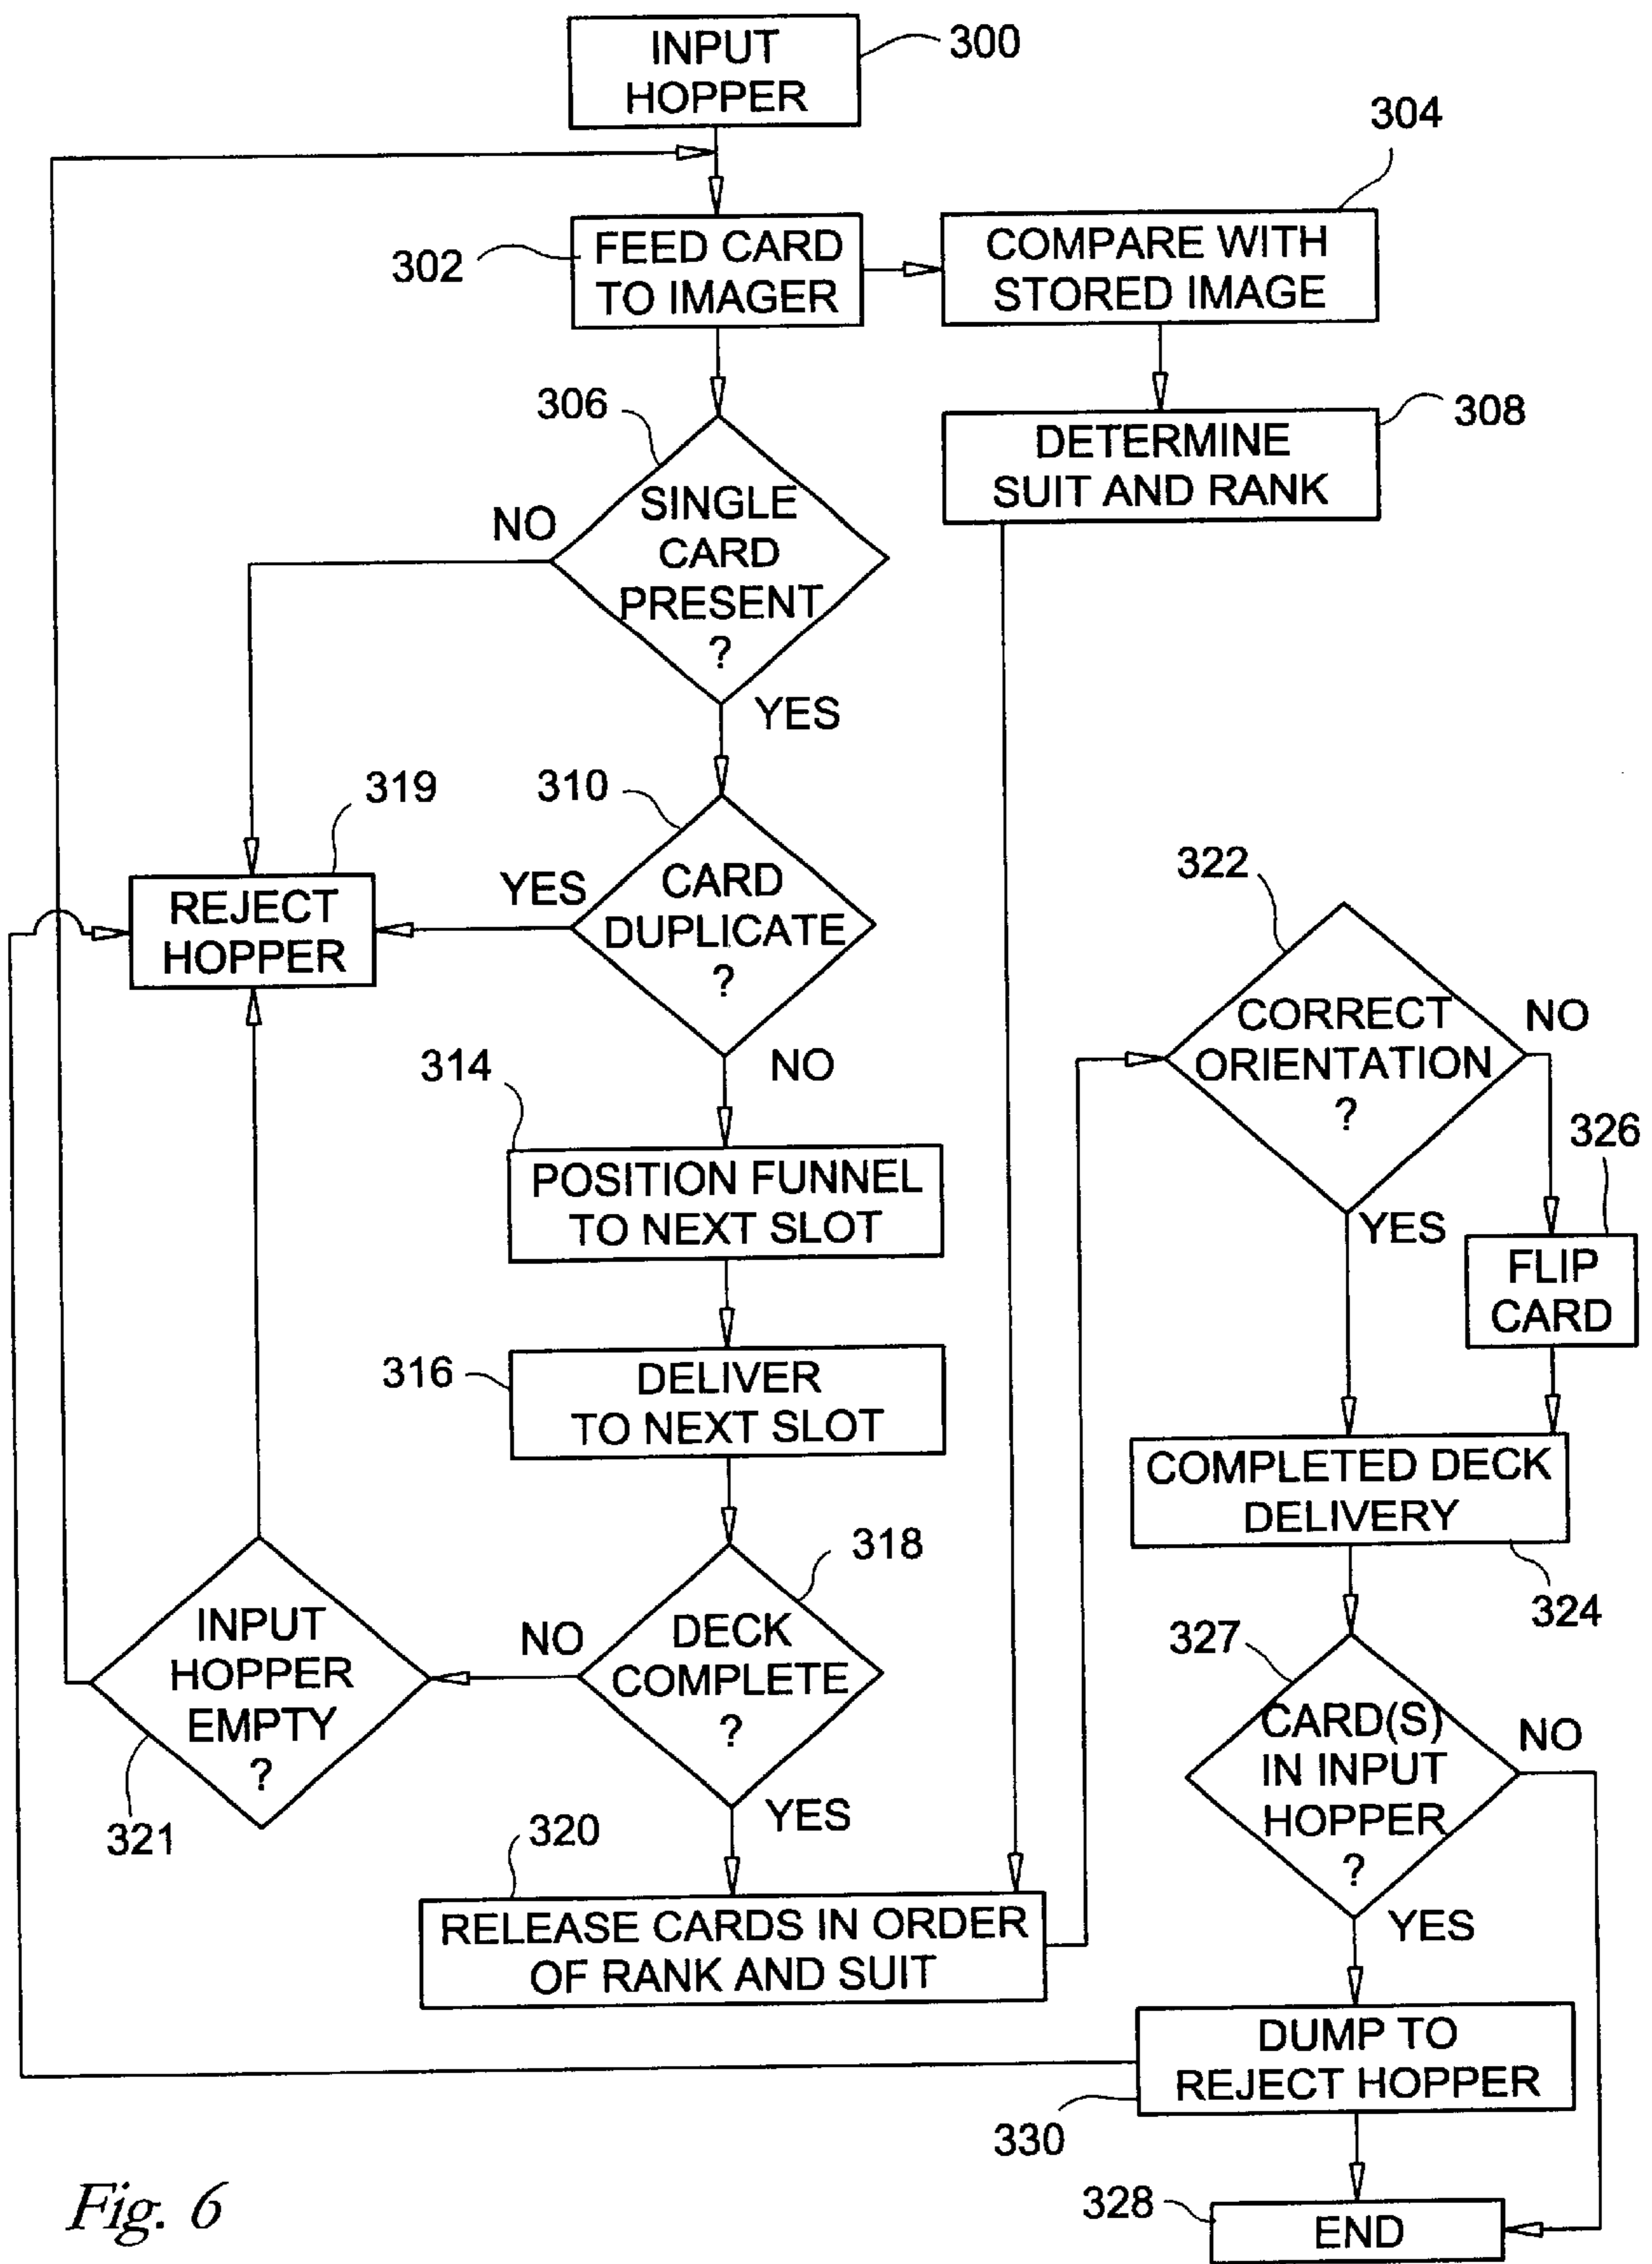 INPUT
HOPPER
300
304
302
FEED CARD
TO IMAGER
COMPARE WITH
STORED IMAGE
306
308
DETERMINE
SUIT AND RANK
NO
SINGLE
CARD
PRESENT
?
YES
319
310
322
REJECT
HOPPER
YES
CARD
DUPLICATE
?
NO
CORRECT
ORIENTATION
?
NO
314
326
POSITION FUNNEL
TO NEXT SLOT
YES
FLIP
CARD
316
DELIVER
TO NEXT SLOT
COMPLETED DECK
DELIVERY
318
324
INPUT
HOPPER
EMPTY
?
NO
DECK
COMPLETE
?
327
CARD(S)
IN INPUT
HOPPER
?
NO
321
320
YES
RELEASE CARDS IN ORDER
OF RANK AND SUIT
YES
DUMP TO
REJECT HOPPER
330
Fig. 6
328
END